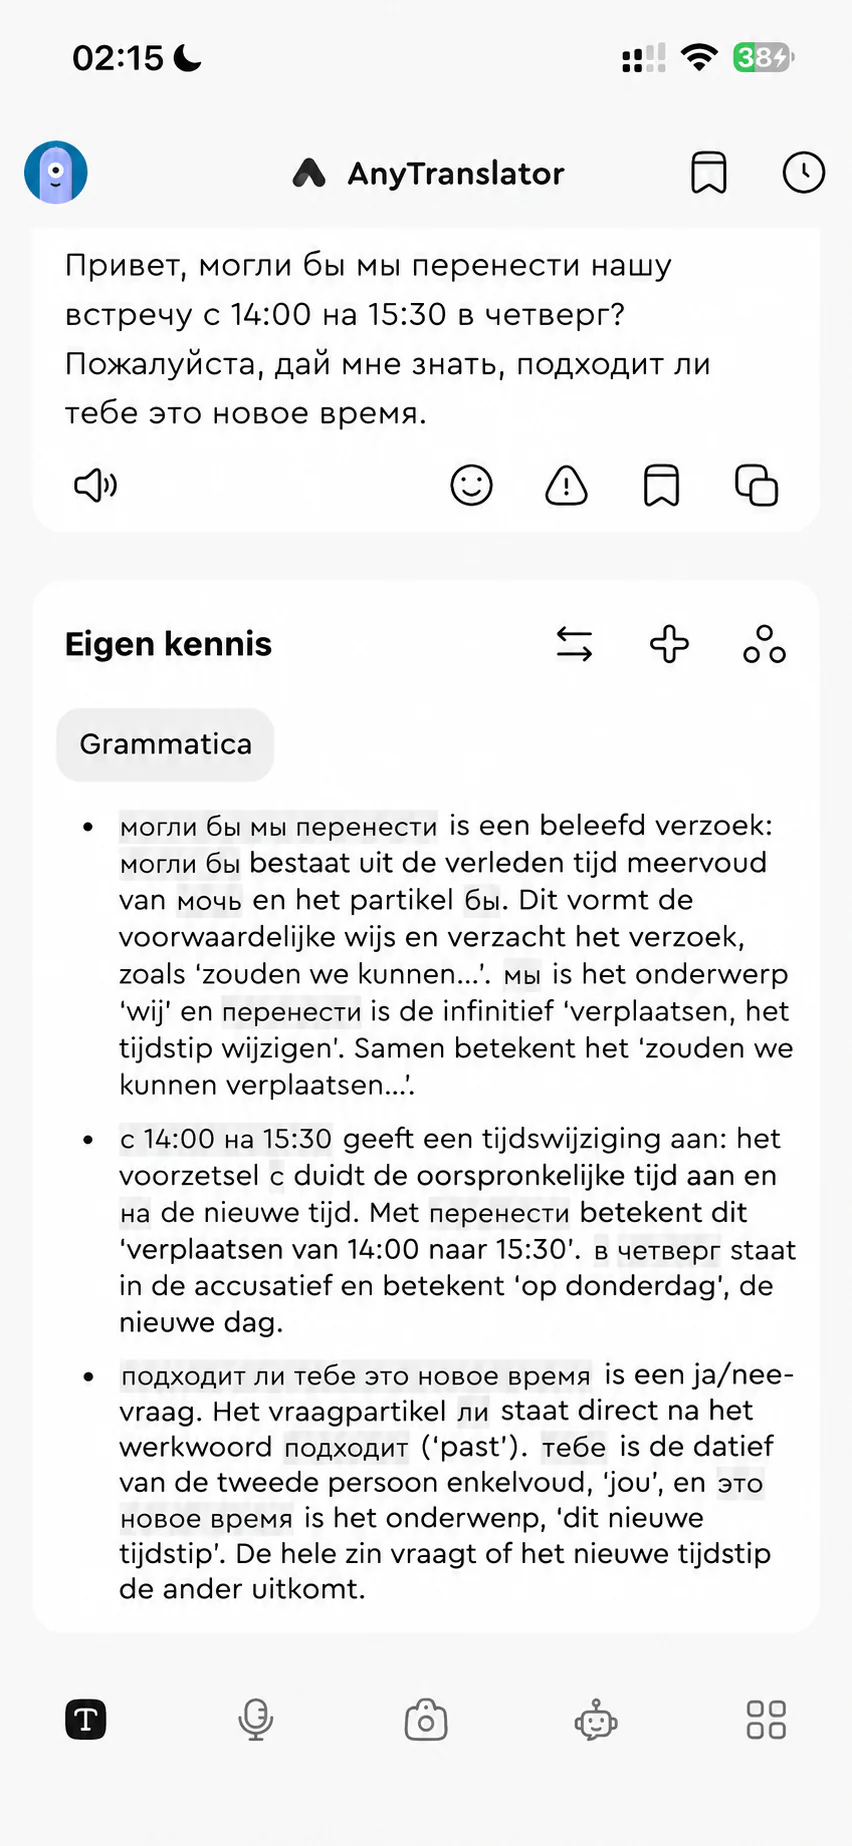 02:15
38
AnyTranslator
Привет, могли бы мы перенести нашу
встречу с 14:00 на 15:30 в четверг?
Пожалуйста, дай мне знать, подходит ли
тебе это новое время.
Eigen kennis
Grammatica
• могли бы мы перенести is een beleefd verzoek:
могли бы bestaat uit de verleden tijd meervoud
van мочь en het partikel бы. Dit vormt de
voorwaardelijke wijs en verzacht het verzoek,
zoals ‘zouden we kunnen...’. мы is het onderwerp
‘wij’ en перенести is de infinitief ‘verplaatsen, het
tijdstip wijzigen’. Samen betekent het ‘zouden we
kunnen verplaatsen...’.
• с 14:00 на 15:30 geeft een tijdswijziging aan: het
voorzetsel с duidt de oorspronkelijke tijd aan en
на de nieuwe tijd. Met перенести betekent dit
‘verplaatsen van 14:00 naar 15:30’. в четверг staat
in de accusatief en betekent ‘op donderdag’, de
nieuwe dag.
• подходит ли тебе это новое время is een ja/nee-
vraag. Het vraagpartikel ли staat direct na het
werkwoord подходит (‘past’). тебе is de datief
van de tweede persoon enkelvoud, ‘jou’, en это
новое время is het onderwerp, ‘dit nieuwe
tijdstip’. De hele zin vraagt of het nieuwe tijdstip
de ander uitkomt.